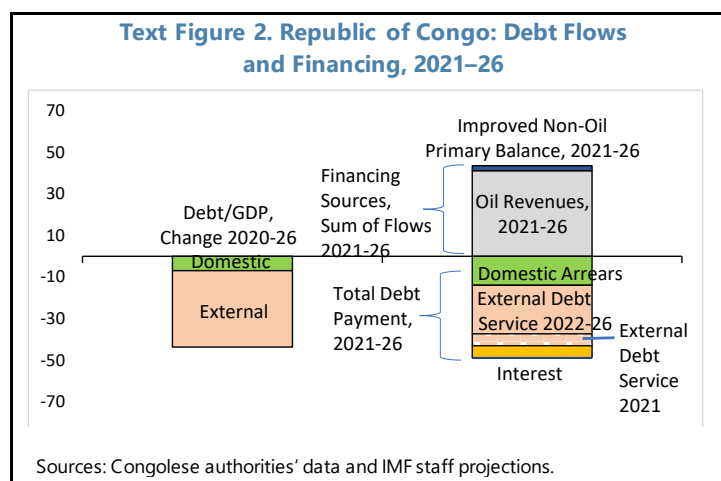 Text Figure 2. Republic of Congo: Debt Flows
and Financing, 2021–26
70
50
30
10
-10
-30
-50
-70
Debt/GDP,
Change 2020-26
Domestic
External
Financing
Sources,
Sum of Flows
2021-26
Total Debt
Payment,
2021-26
Improved Non-Oil
Primary Balance, 2021-26
Oil Revenues,
2021-26
Domestic Arrears
External Debt
Service 2022-26
External
Debt
Service
2021
Interest
Sources: Congolese authorities’ data and IMF staff projections.